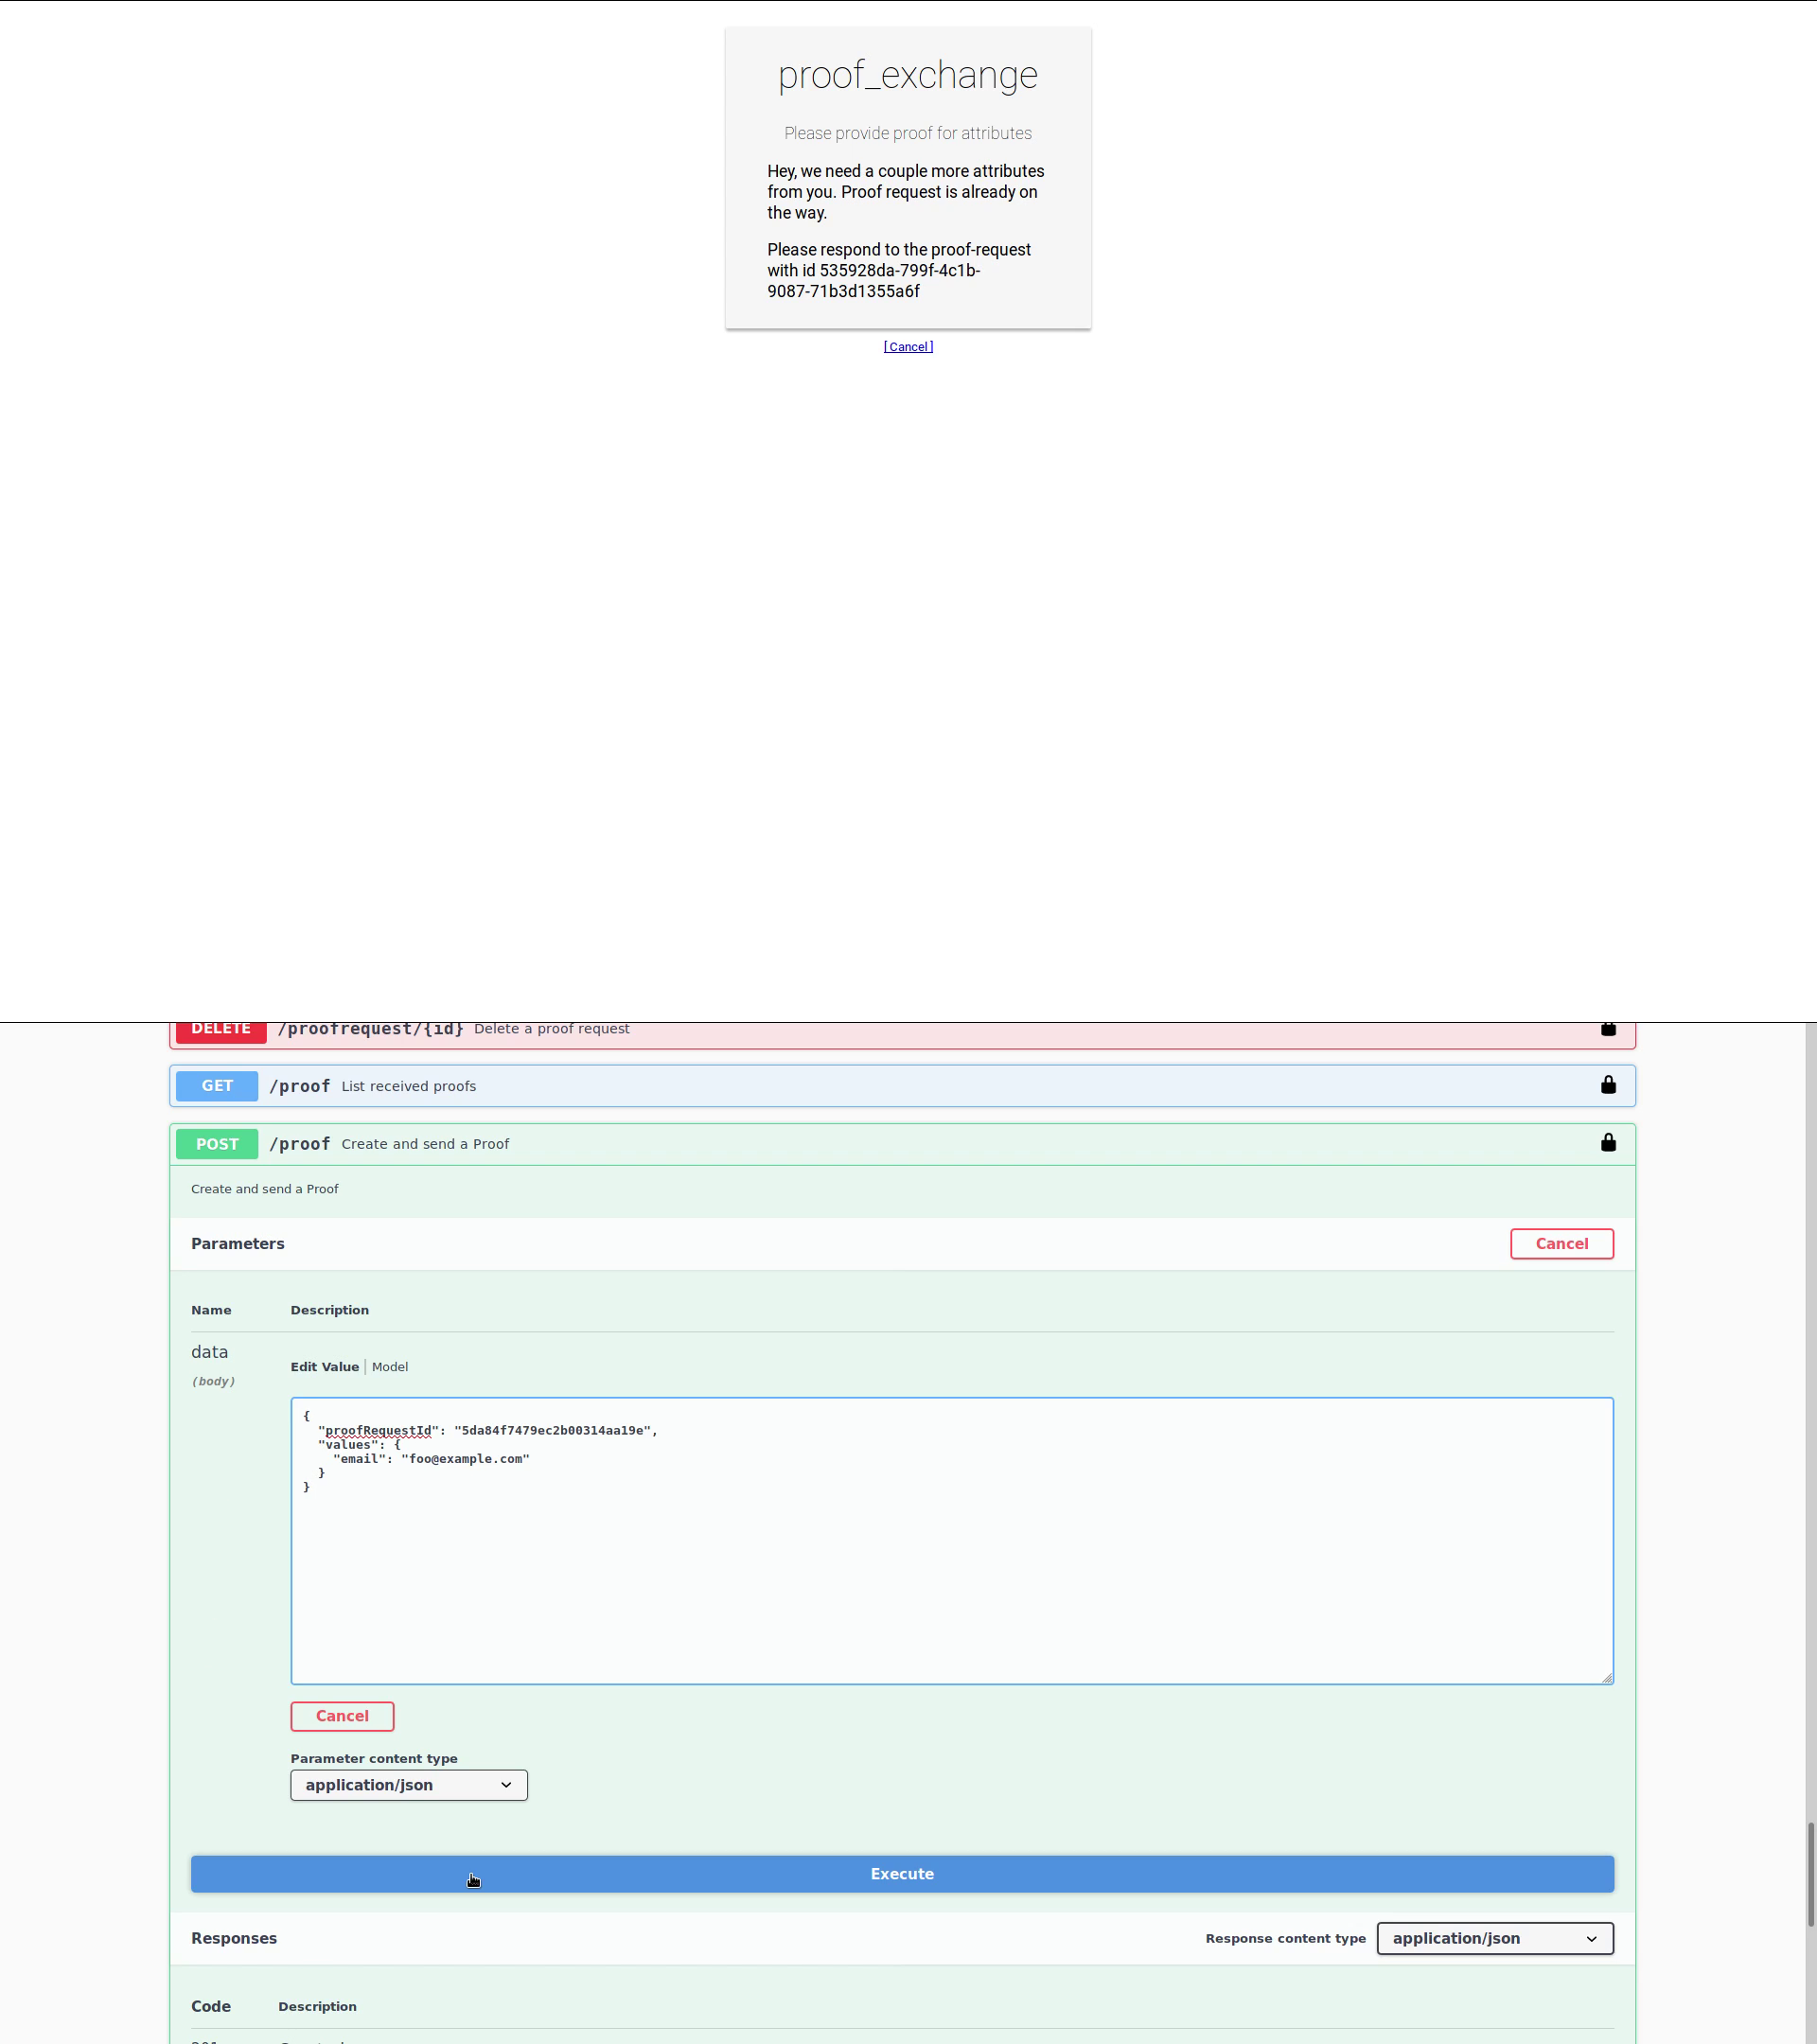 proof_exchange
Please provide proof for attributes
Hey, we need a couple more attributes
from you. Proof request is already on
the way.
Please respond to the proof-request
with id 535928da-799f-4c1b-
9087-71b3d1355a6f
[ Cancel ]
DELETE /proofrequest/{id} Delete a proof request
GET /proof List received proofs
POST /proof Create and send a Proof
Create and send a Proof
Parameters Cancel
Name Description
data
(body)
Edit Value | Model
{
"proofRequestId": "5da84f7479ec2b00314aa19e",
"values": {
"email": "foo@example.com"
}
}
Cancel
Parameter content type
application/json
Execute
Responses Response content type application/json
Code Description